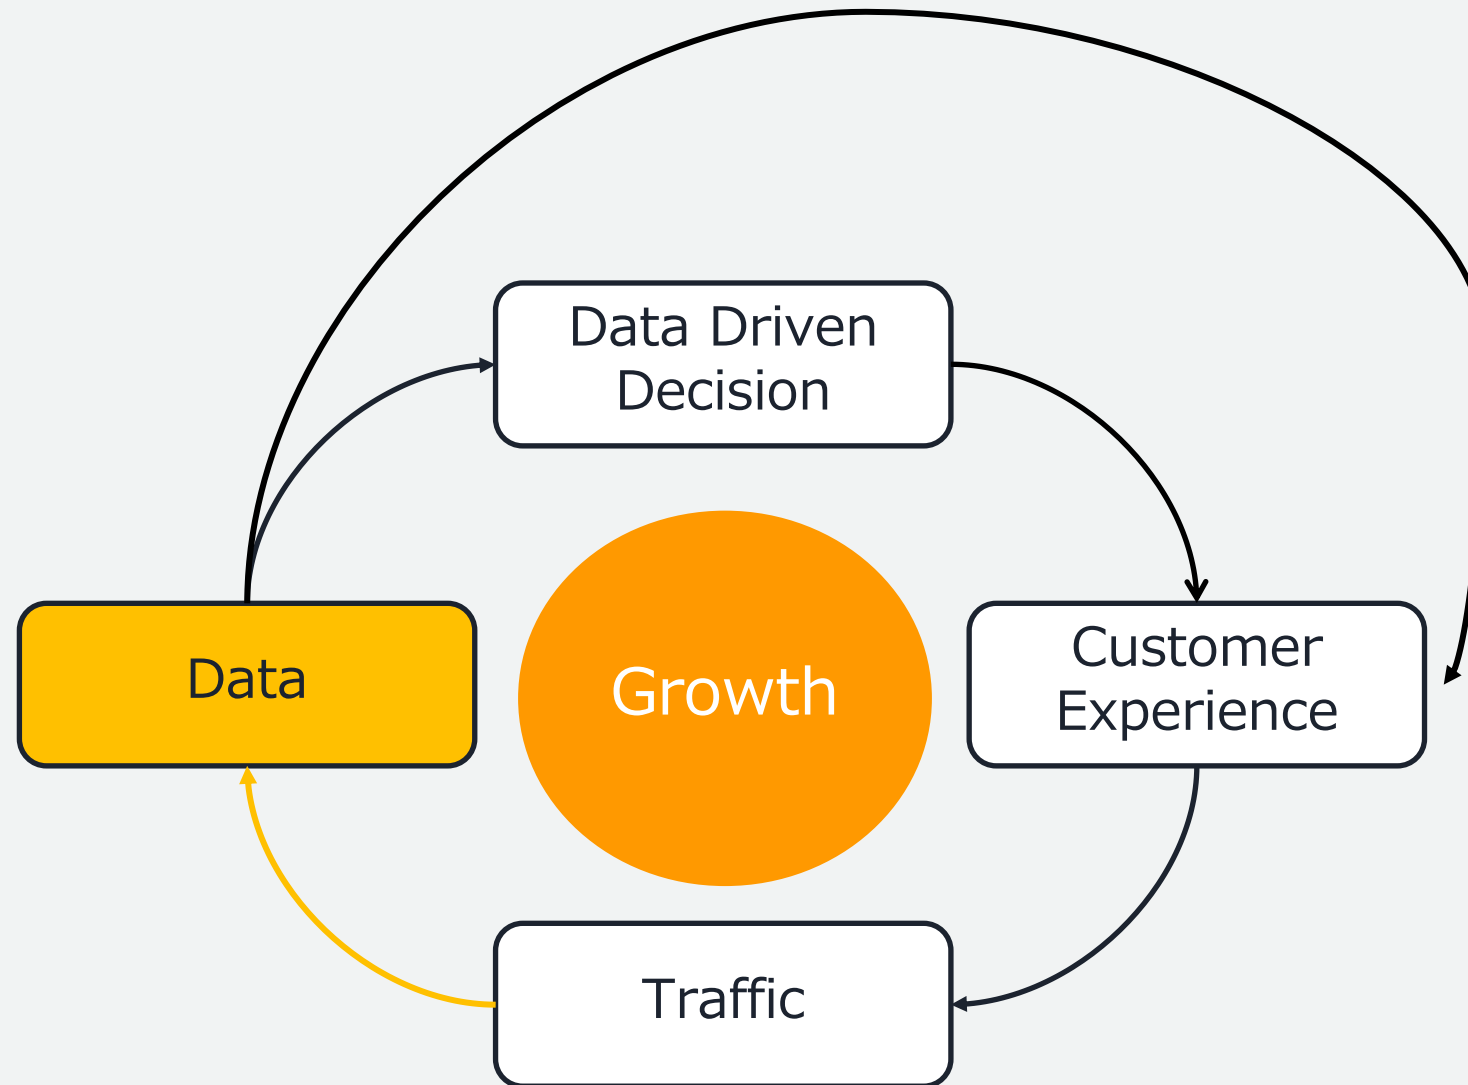 Data Driven
Decision
Data
Growth
Customer
Experience
Traffic